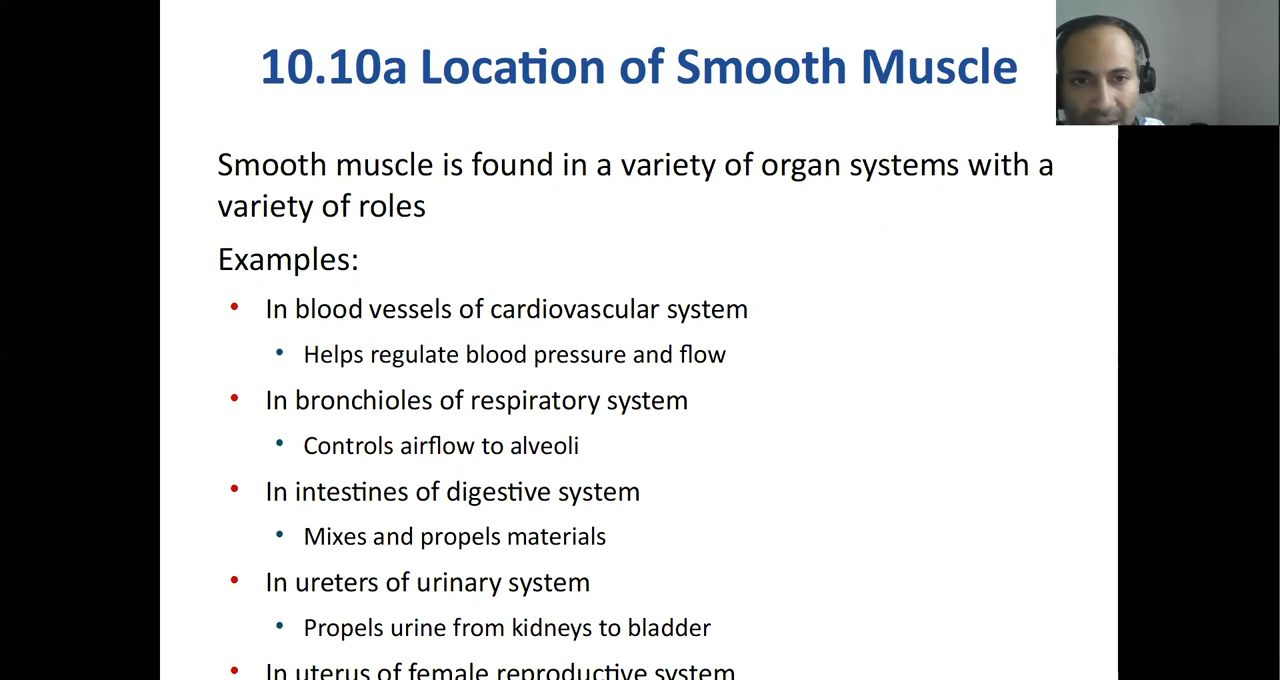 10.10a Location of Smooth Muscle
Smooth muscle is found in a variety of organ systems with a
variety of roles
Examples:
• In blood vessels of cardiovascular system
• Helps regulate blood pressure and flow
• In bronchioles of respiratory system
• Controls airflow to alveoli
• In intestines of digestive system
• Mixes and propels materials
• In ureters of urinary system
• Propels urine from kidneys to bladder
• In uterus of female reproductive system